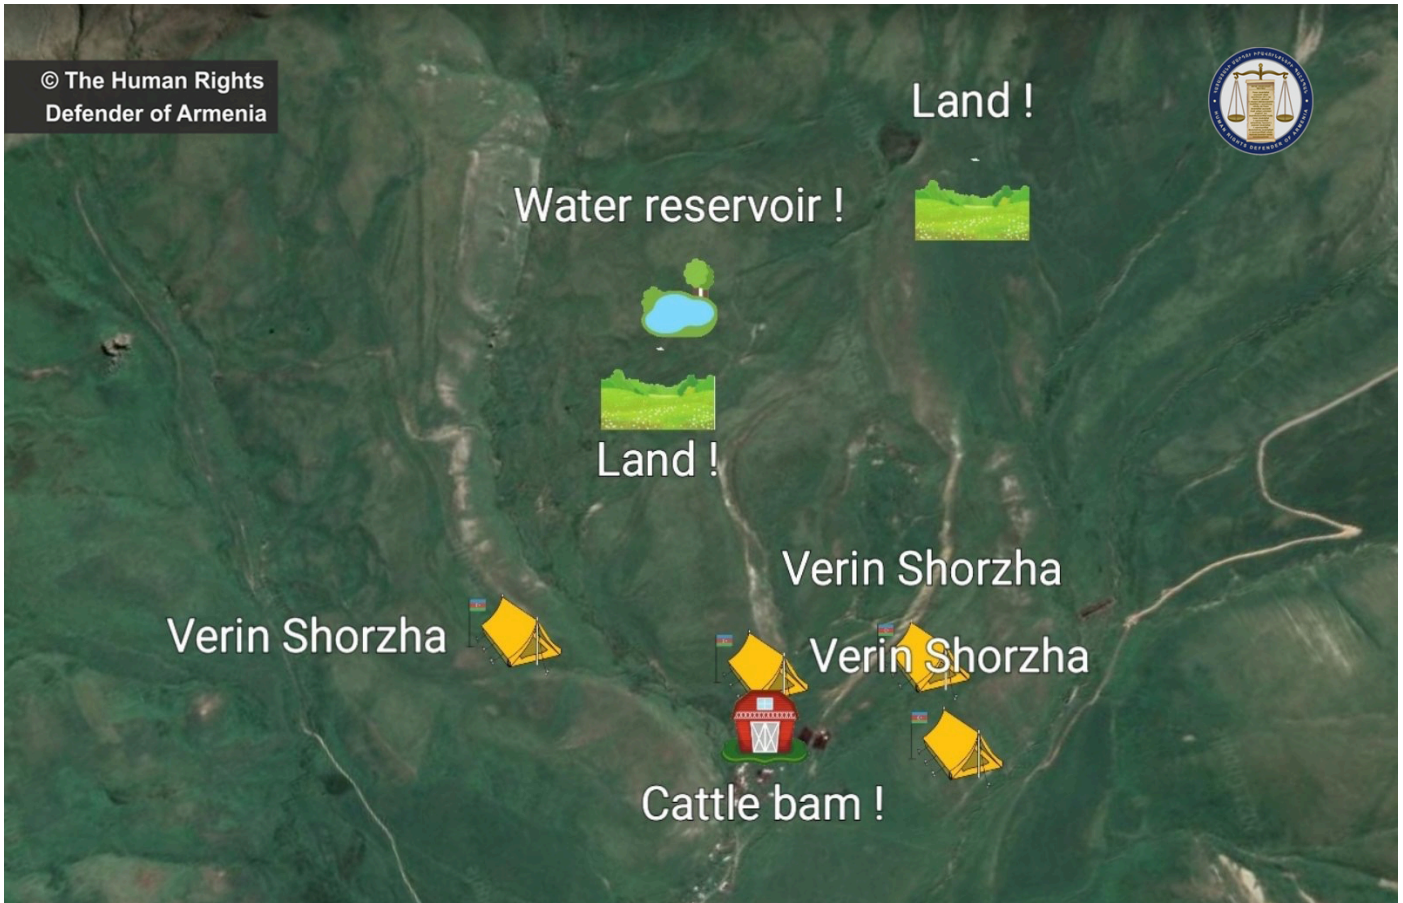 © The Human Rights
Defender of Armenia
Land !
Water reservoir !
Land !
Verin Shorzha
Verin Shorzha
Verin Shorzha
Cattle bam !